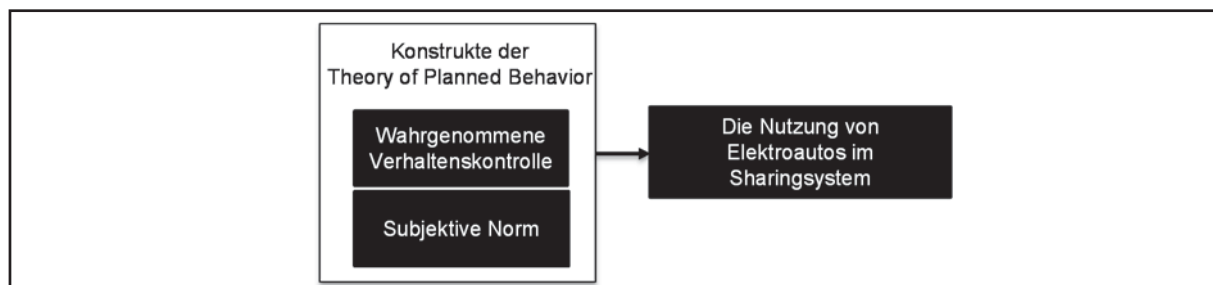 Konstrukte der
Theory of Planned Behavior
Wahrgenommene
Verhaltenskontrolle
Subjektive Norm
Die Nutzung von
Elektroautos im
Sharingsystem